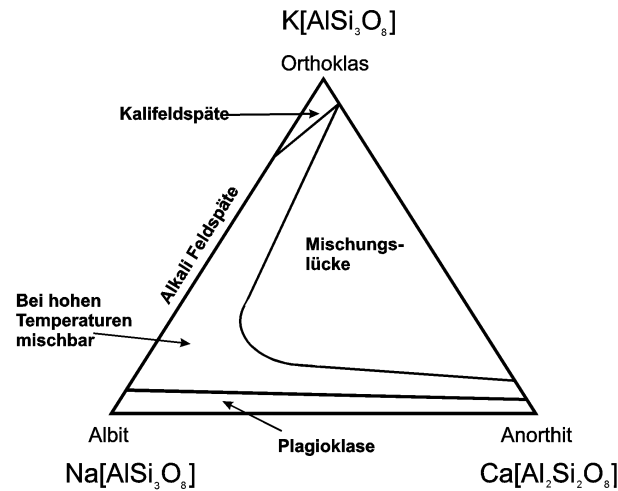 K[AlSi₃O₈]
Orthoklas
Kalifeldspäte
Alkali Feldspäte
Mischungs-
lücke
Bei hohen
Temperaturen
mischbar
Albit
Anorthit
Plagioklase
Na[AlSi₃O₈]
Ca[Al₂Si₂O₈]